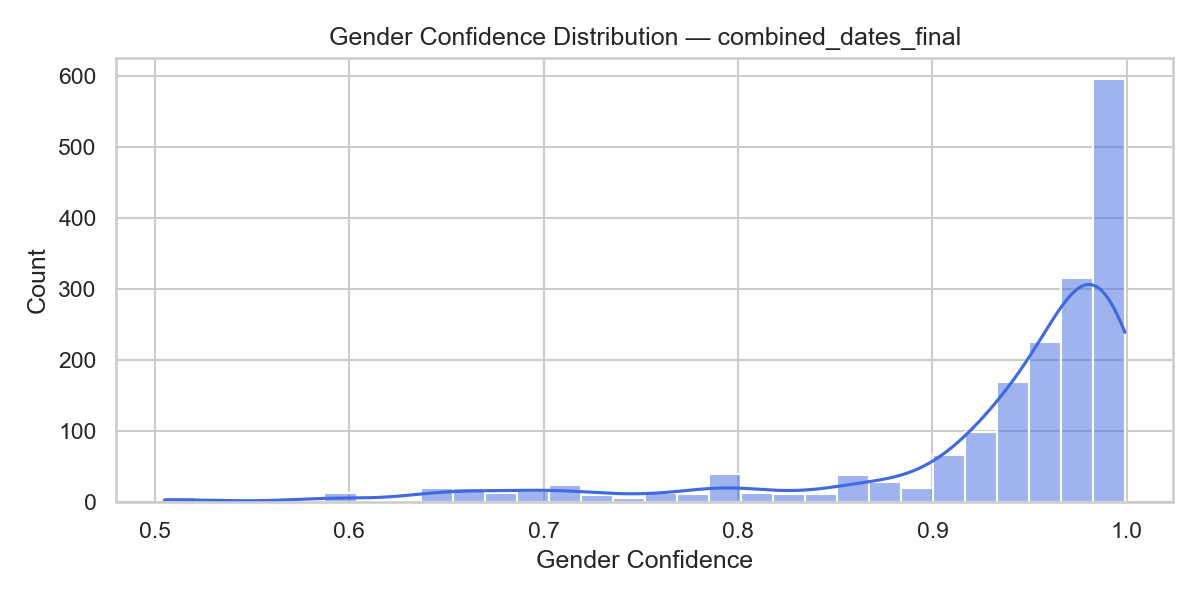 Gender Confidence Distribution — combined_dates_final
600
500
400
300
200
100
0
Count
0.5 0.6 0.7 0.8 0.9 1.0
Gender Confidence